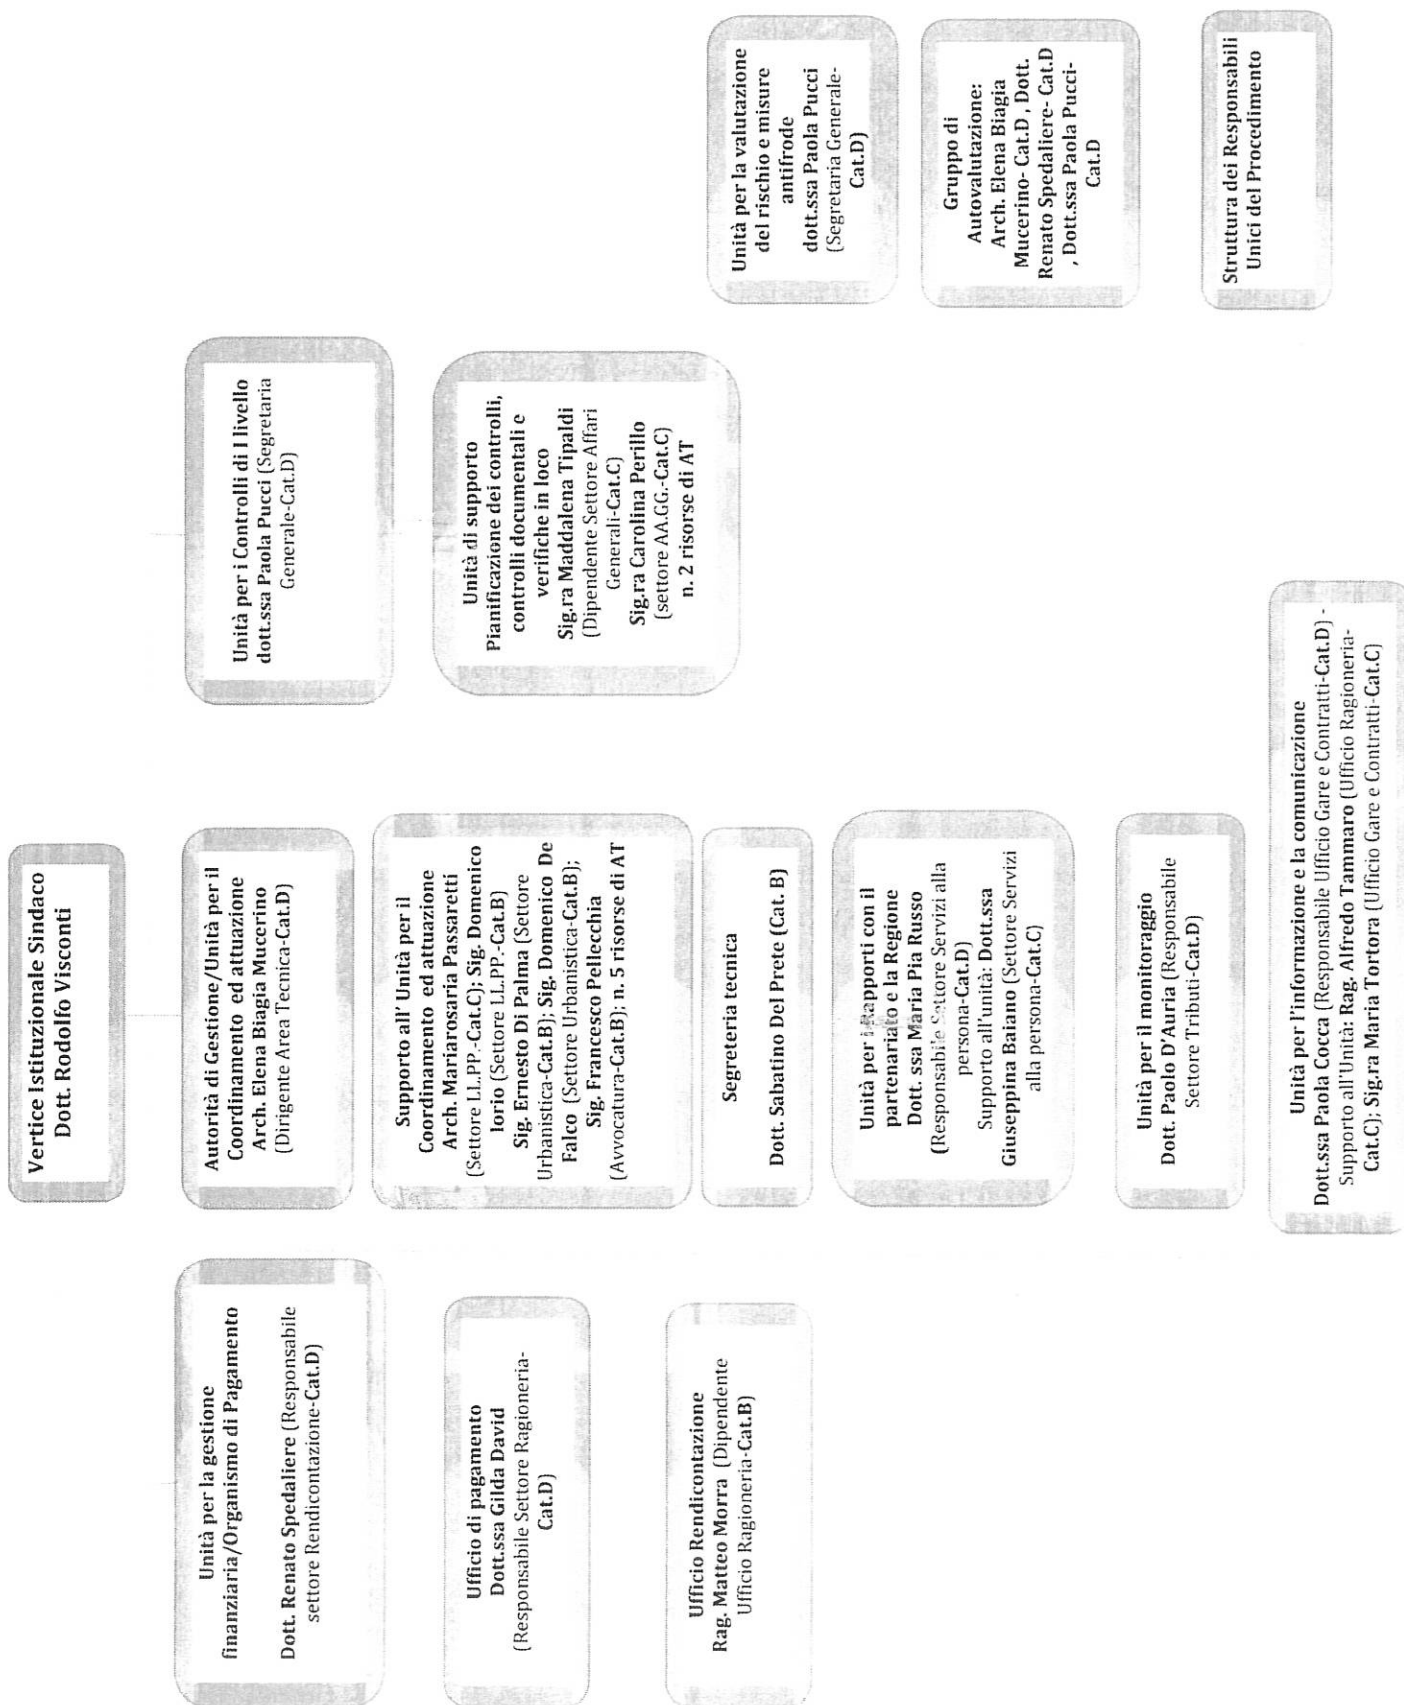 Vertice Istituzionale Sindaco
Dott. Rodolfo Visconti
Unità per la gestione
finanziaria/Organismo di Pagamento
Dott. Renato Spedaliere (Responsabile
settore Rendicontazione-Cat.D)
Ufficio di pagamento
Dott.ssa Gilda David
(Responsabile Settore Ragioneria-
Cat.D)
Ufficio Rendicontazione
Rag. Matteo Morra (Dipendente
Ufficio Ragioneria-Cat.B)
Autorità di Gestione/Unità per il
Coordinamento ed attuazione
Arch. Elena Biagia Mucerino
(Dirigente Area Tecnica-Cat.D)
Supporto all' Unità per il
Coordinamento ed attuazione
Arch. Mariarosaria Passaretti
(Settore LL.PP.-Cat.C); Sig. Domenico
Iorio (Settore LL.PP.-Cat.B)
Sig. Ernesto Di Palma (Settore
Urbanistica-Cat.B); Sig. Domenico De
Falco (Settore Urbanistica-Cat.B);
Sig. Francesco Pellecchia
(Avvocatura-Cat.B); n. 5 risorse di AT
Segreteria tecnica
Dott. Sabatino Del Prete (Cat. B)
Unità per i Rapporti con il
partenariato e la Regione
Dott. ssa Maria Pia Russo
(Responsabile Settore Servizi alla
persona-Cat.D)
Supporto all'unità: Dott.ssa
Giuseppina Baiano (Settore Servizi
alla persona-Cat.C)
Unità per il monitoraggio
Dott. Paolo D'Auria (Responsabile
Settore Tributi-Cat.D)
Unità per l'informazione e la comunicazione
Dott.ssa Paola Cocca (Responsabile Ufficio Gare e Contratti-Cat.D) -
Supporto all'Unità: Rag. Alfredo Tammaro (Ufficio Ragioneria-
Cat.C); Sig.ra Maria Tortora (Ufficio Gare e Contratti-Cat.C)
Unità per i Controlli di I livello
dott.ssa Paola Pucci (Segretaria
Generale-Cat.D)
Unità di supporto
Pianificazione dei controlli,
controlli documentali e
verifiche in loco
Sig.ra Maddalena Tipaldi
(Dipendente Settore Affari
Generali-Cat.C)
Sig.ra Carolina Perillo
(settore AA.GG.-Cat.C)
n. 2 risorse di AT
Unità per la valutazione
del rischio e misure
antifrode
dott.ssa Paola Pucci
(Segretaria Generale-
Cat.D)
Gruppo di
Autovalutazione:
Arch. Elena Biagia
Mucerino- Cat.D , Dott.
Renato Spedaliere- Cat.D
, Dott.ssa Paola Pucci-
Cat.D
Struttura dei Responsabili
Unici del Procedimento